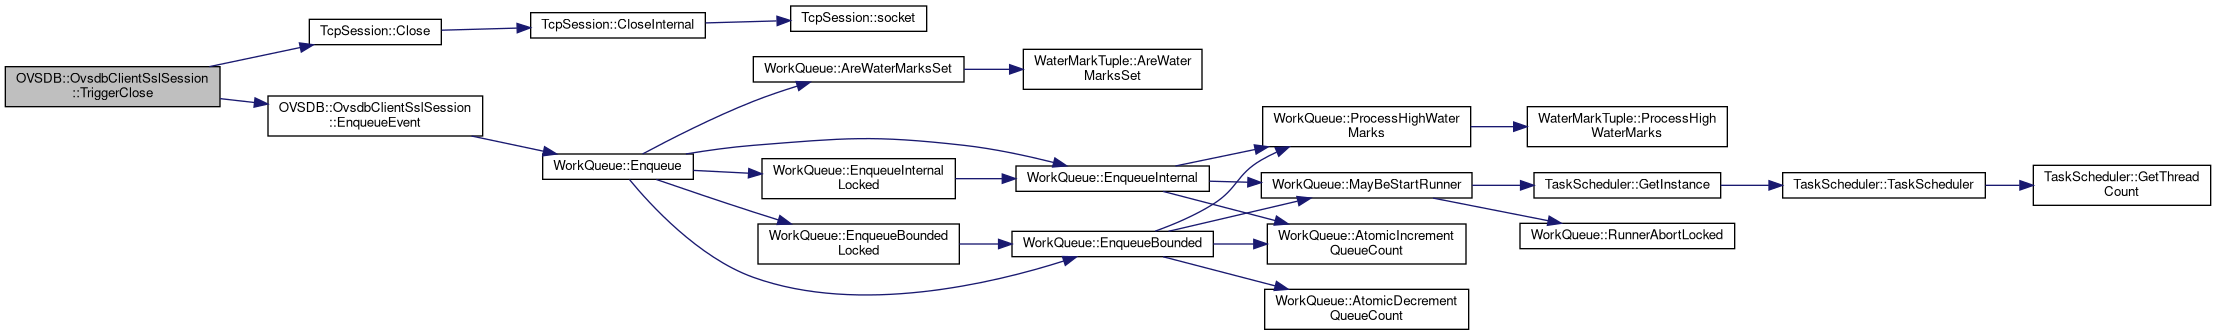 OVSDB::OvsdbClientSslSession
::TriggerClose
TcpSession::Close
TcpSession::CloseInternal
TcpSession::socket
OVSDB::OvsdbClientSslSession
::EnqueueEvent
WorkQueue::Enqueue
WorkQueue::AreWaterMarksSet
WaterMarkTuple::AreWater
MarksSet
WorkQueue::EnqueueInternal
Locked
WorkQueue::EnqueueInternal
WorkQueue::EnqueueBounded
Locked
WorkQueue::EnqueueBounded
WorkQueue::ProcessHighWater
Marks
WaterMarkTuple::ProcessHigh
WaterMarks
WorkQueue::MayBeStartRunner
TaskScheduler::GetInstance
TaskScheduler::TaskScheduler
TaskScheduler::GetThread
Count
WorkQueue::RunnerAbortLocked
WorkQueue::AtomicIncrement
QueueCount
WorkQueue::AtomicDecrement
QueueCount